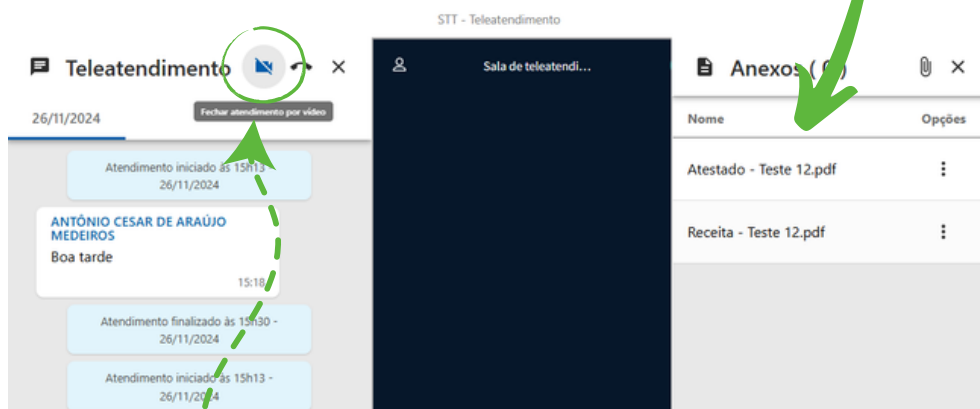 STT - Teleatendimento
Teleatendimento
Fechar atendimento por vídeo
26/11/2024
Atendimento iniciado às 15h13 -
26/11/2024
ANTÔNIO CESAR DE ARAÚJO
MEDEIROS
Boa tarde
15:18
Atendimento finalizado às 15h30 -
26/11/2024
Atendimento iniciado às 15h13 -
26/11/2024
Sala de teleatendi...
Anexos ( )
Nome
Opções
Atestado - Teste 12.pdf
Receita - Teste 12.pdf